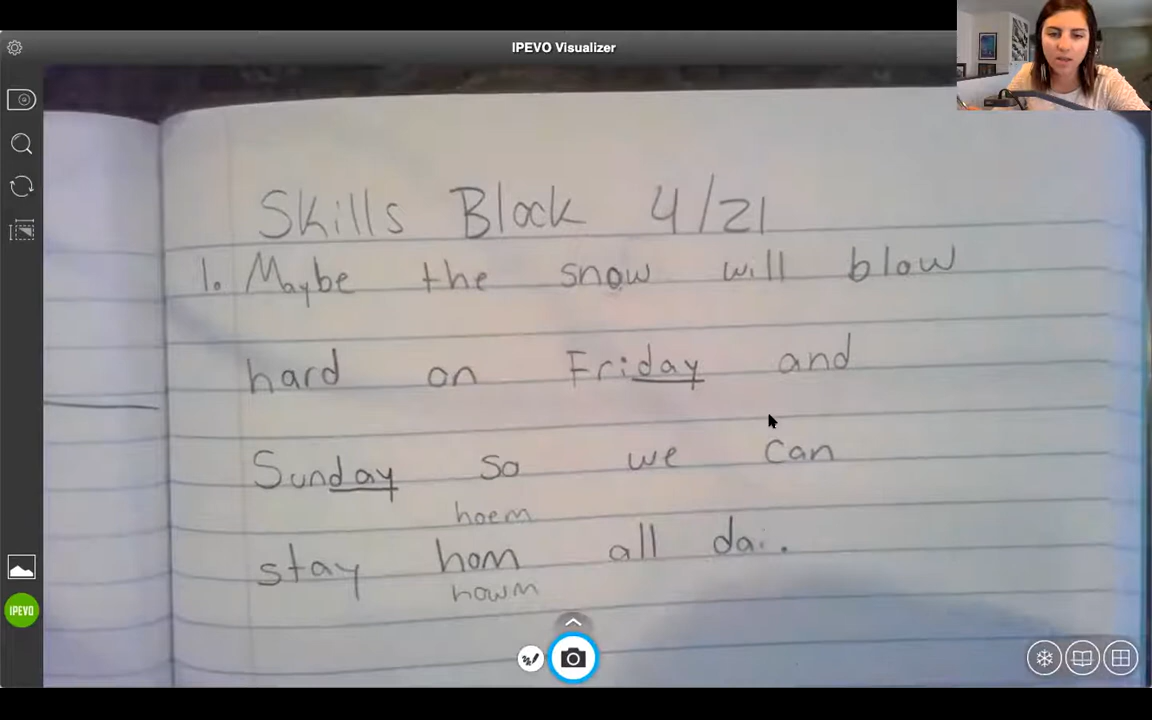 IPEVO Visualizer
Skills Block 4/21
1. Maybe the snow will blow
hard on Friday and
Sunday so we can
hoem
stay hom all dai.
howm
IPEVO